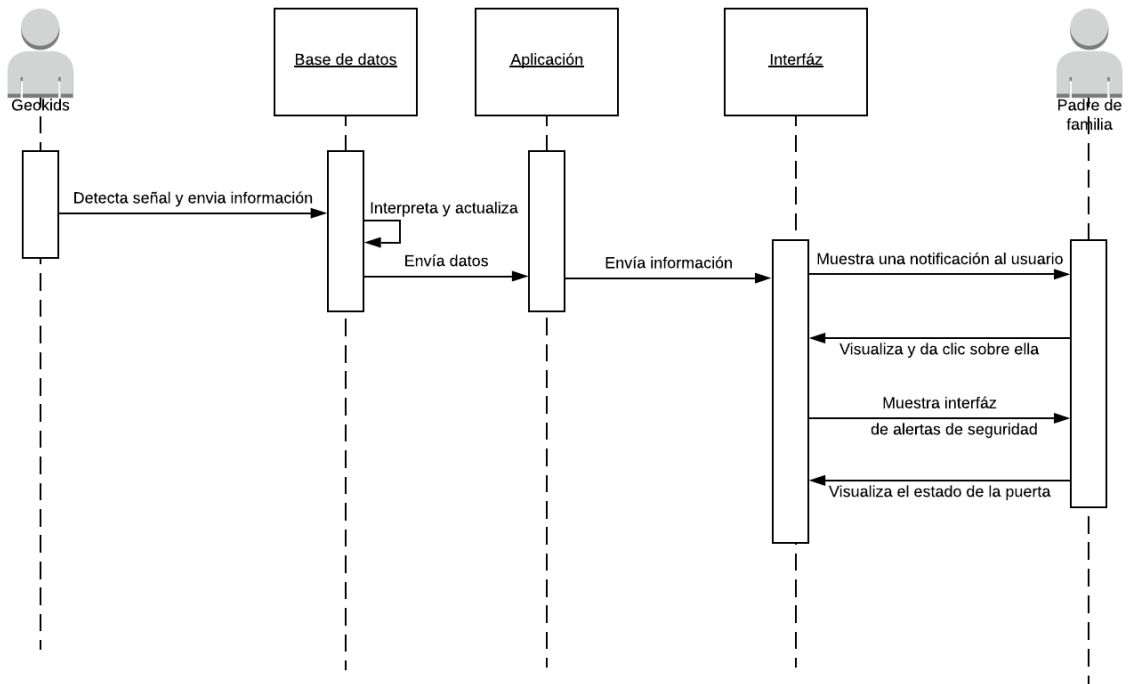 Geokids
Base de datos
Aplicación
Interfáz
Padre de
familia
Detecta señal y envia información
Interpreta y actualiza
Envía datos
Envía información
Muestra una notificación al usuario
Visualiza y da clic sobre ella
Muestra interfáz
de alertas de seguridad
Visualiza el estado de la puerta